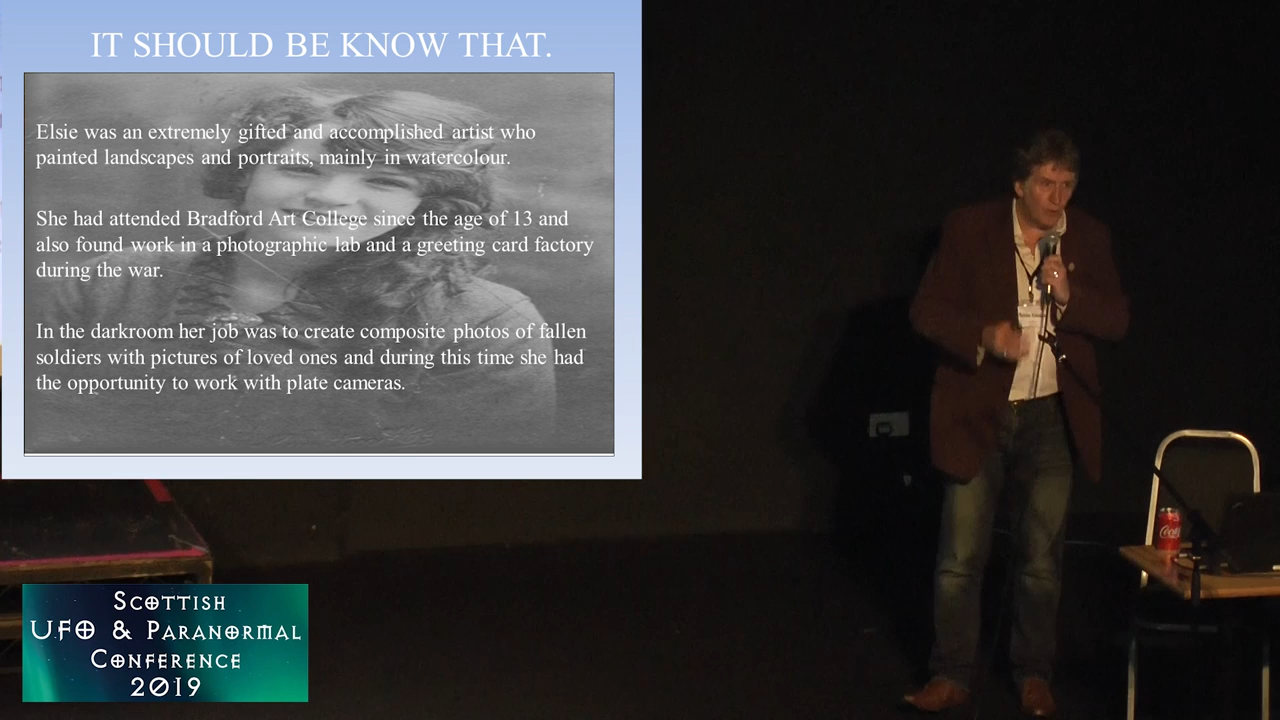 IT SHOULD BE KNOW THAT.
Elsie was an extremely gifted and accomplished artist who
painted landscapes and portraits, mainly in watercolour.
She had attended Bradford Art College since the age of 13 and
also found work in a photographic lab and a greeting card factory
during the war.
In the darkroom her job was to create composite photos of fallen
soldiers with pictures of loved ones and during this time she had
the opportunity to work with plate cameras.
Scottish
UFO & Paranormal
Conference
2019